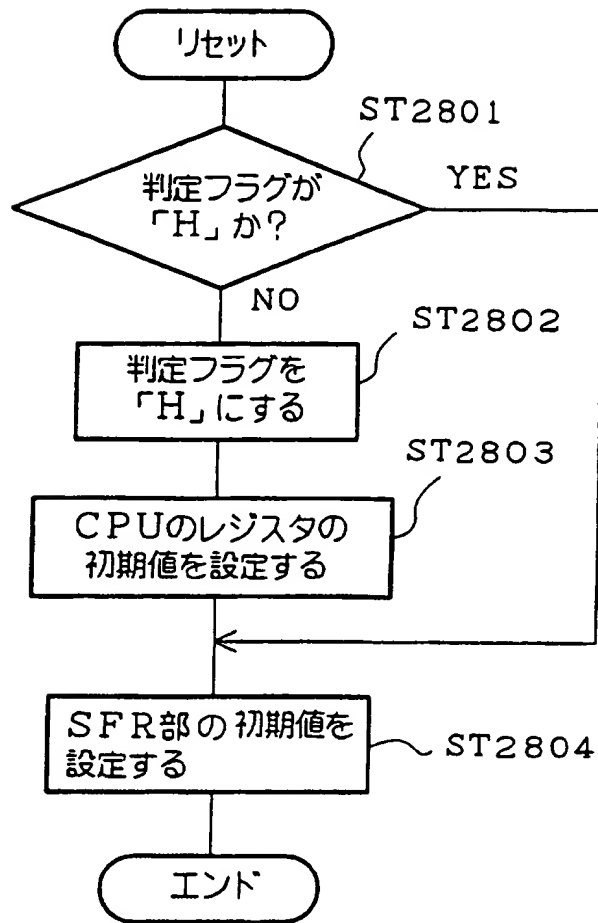 リセット
ST2801
判定フラグが
「H」か?
YES
NO
ST2802
判定フラグを
「H」にする
ST2803
CPUのレジスタの
初期値を設定する
SFR部の初期値を
設定する
ST2804
エンド